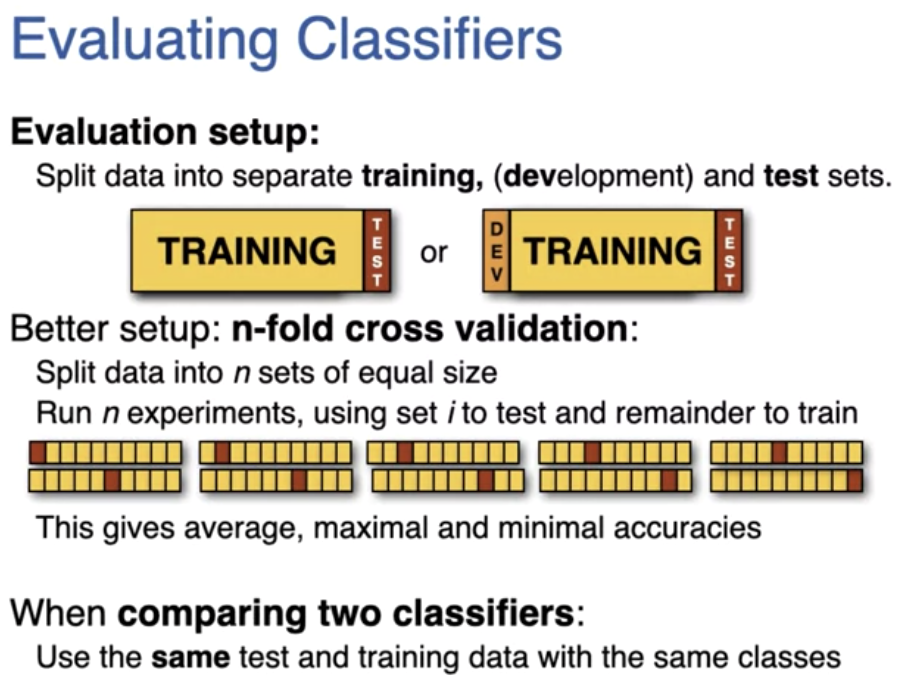 Evaluating Classifiers
Evaluation setup:
Split data into separate training, (development) and test sets.
TRAINING TEST or DEV TRAINING TEST
Better setup: n-fold cross validation:
Split data into n sets of equal size
Run n experiments, using set i to test and remainder to train
This gives average, maximal and minimal accuracies
When comparing two classifiers:
Use the same test and training data with the same classes